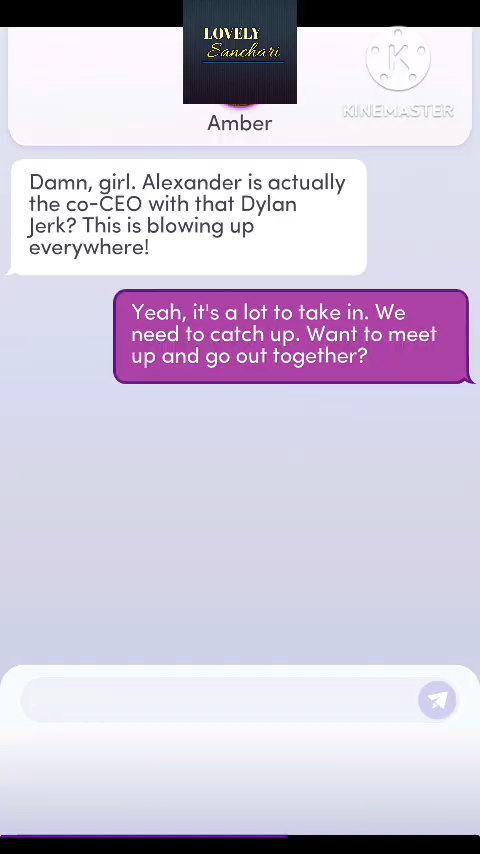 LOVELY
Sanchari
KINEMASTER
Amber
Damn, girl. Alexander is actually
the co-CEO with that Dylan
Jerk? This is blowing up
everywhere!
Yeah, it's a lot to take in. We
need to catch up. Want to meet
up and go out together?